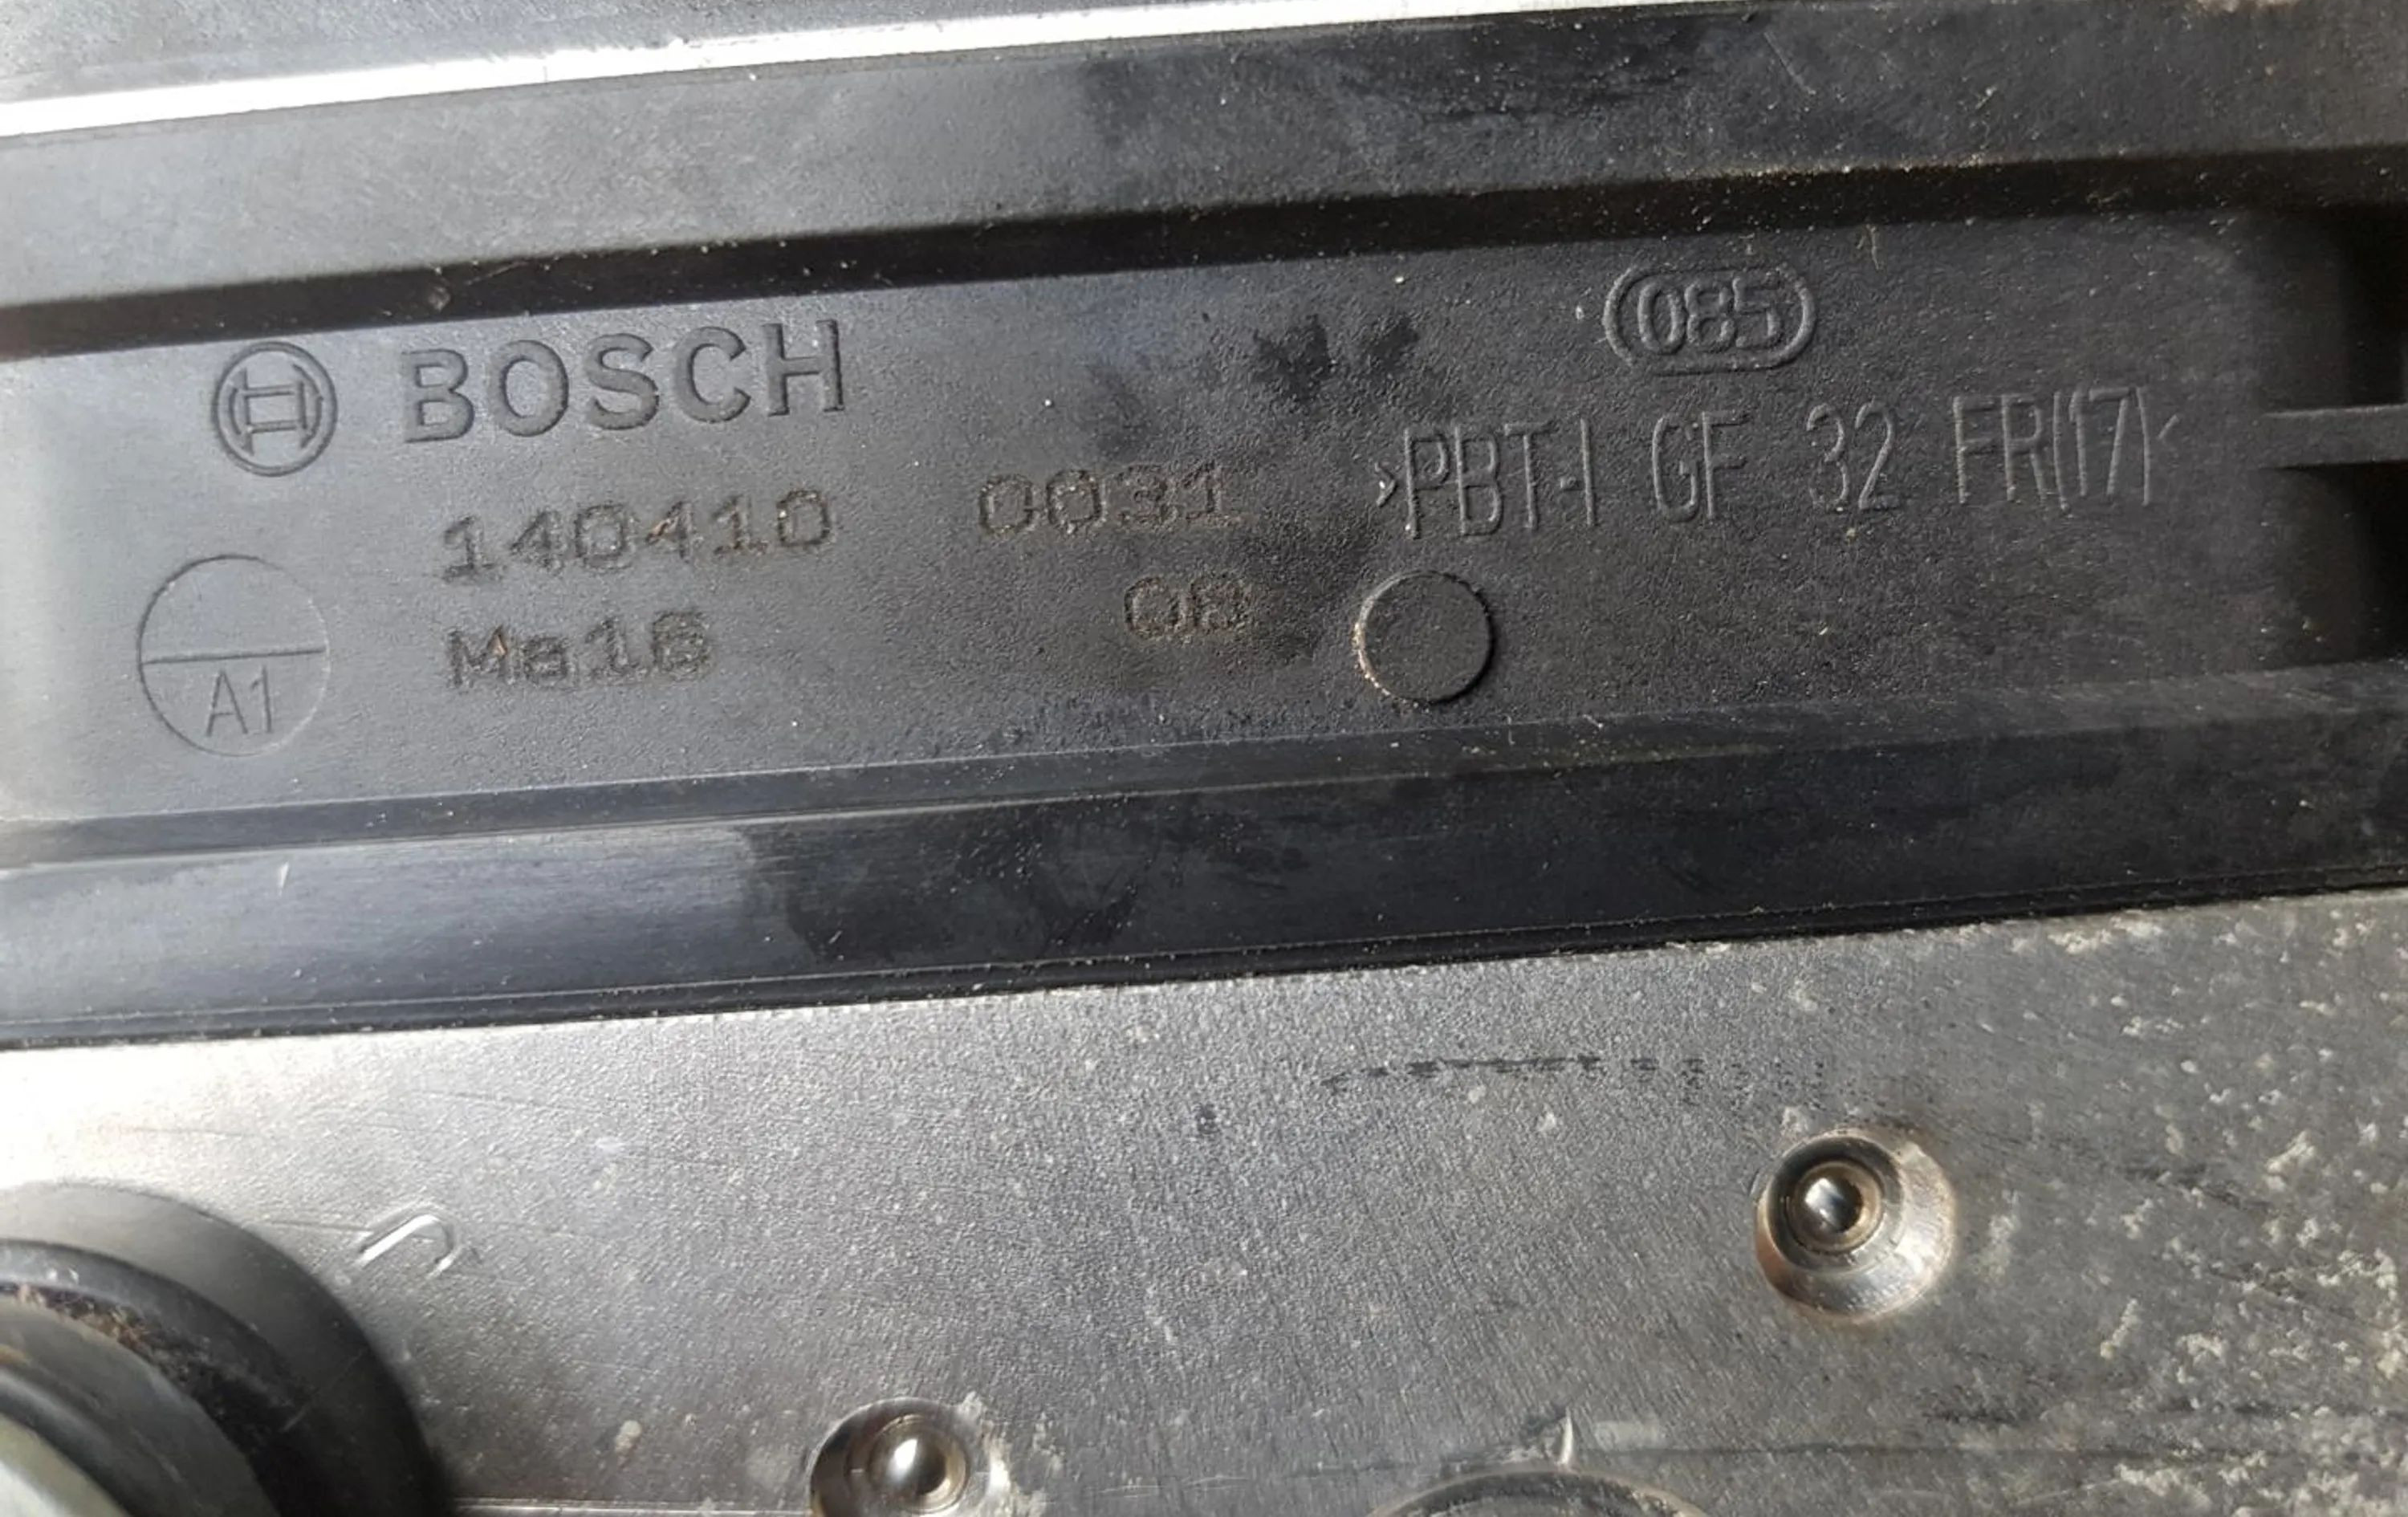 085
BOSCH
>PBT-I GF 32 FR(17)<
140410 0031
Ma16 08
A1